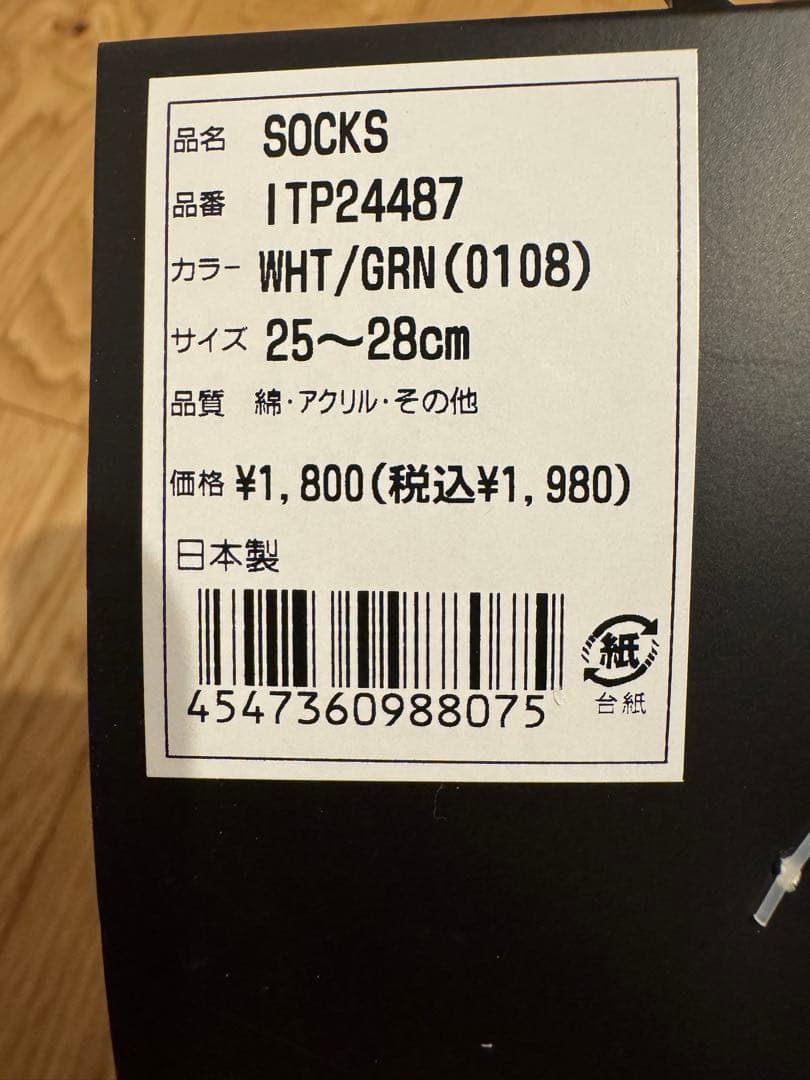 品名 SOCKS
品番 ITP24487
カラー WHT/GRN(0108)
サイズ 25〜28cm
品質 綿・アクリル・その他
価格 ¥1,800(税込¥1,980)
日本製
4547360988075
紙
台紙